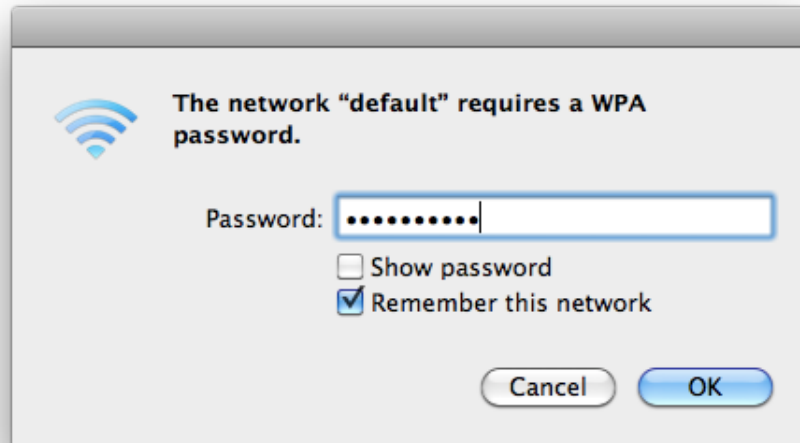 The network “default” requires a WPA
password.
Password: ••••••••••
Show password
Remember this network
Cancel OK